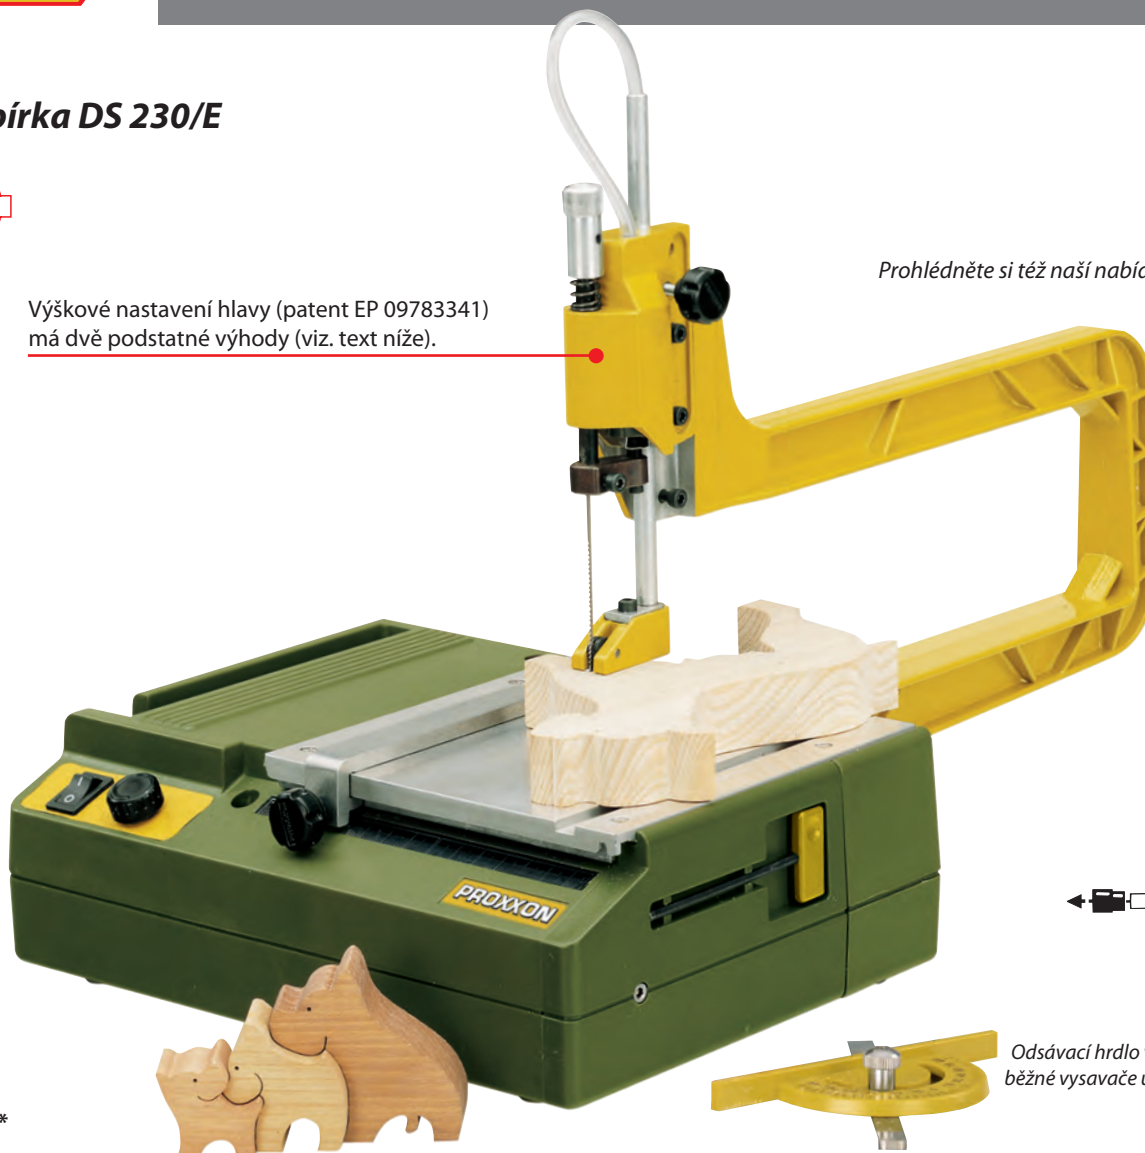 pírka DS 230/E
Výškové nastavení hlavy (patent EP 09783341)
má dvě podstatné výhody (viz. text níže).
Prohlédněte si též naší nabíd
PROXXON
Odsávací hrdlo
běžné vysavače u
*